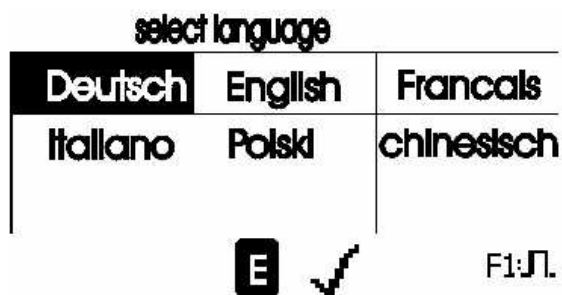 select language
Deutsch English Francais
Italiano Polski chinesisch
E F1: